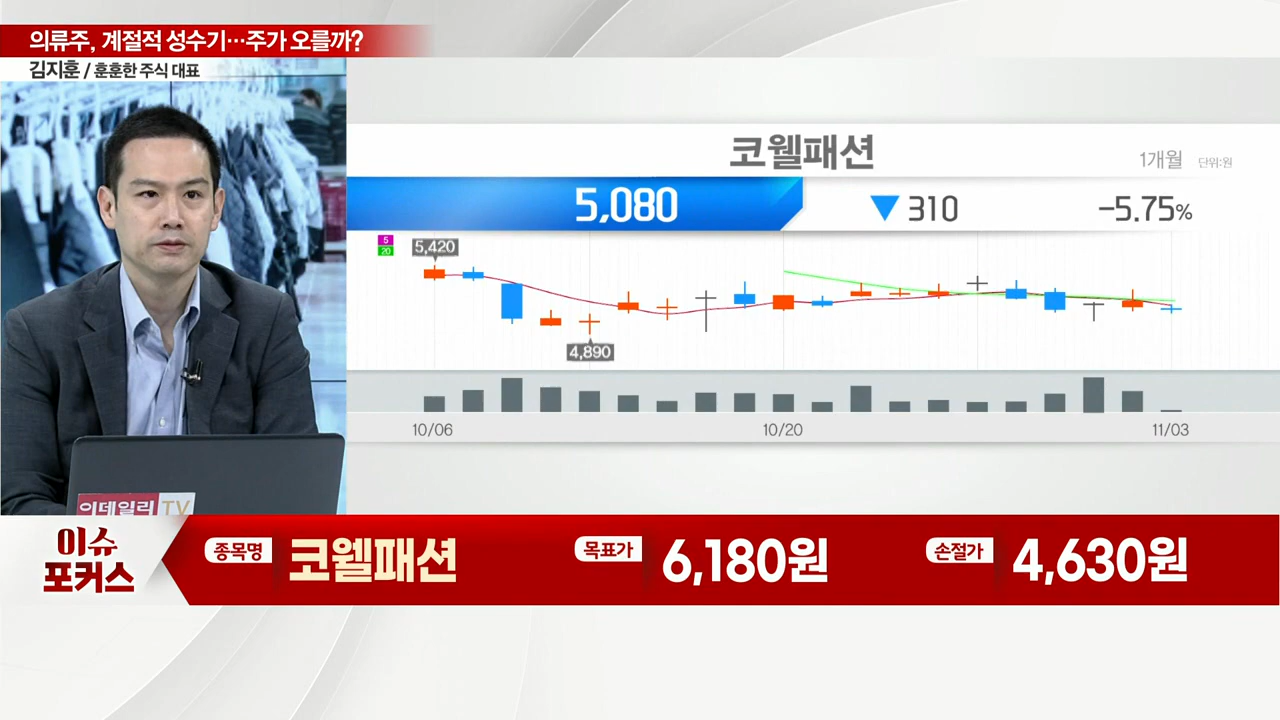 의류주, 계절적 성수기…주가 오를까?
김지훈 / 훈훈한 주식 대표
코웰패션
1개월 단위:원
5,080 ▼ 310 -5.75%
5
20
5,420
4,890
10/06 10/20 11/03
이데일리 TV
이슈
포커스
종목명 코웰패션 목표가 6,180원 손절가 4,630원